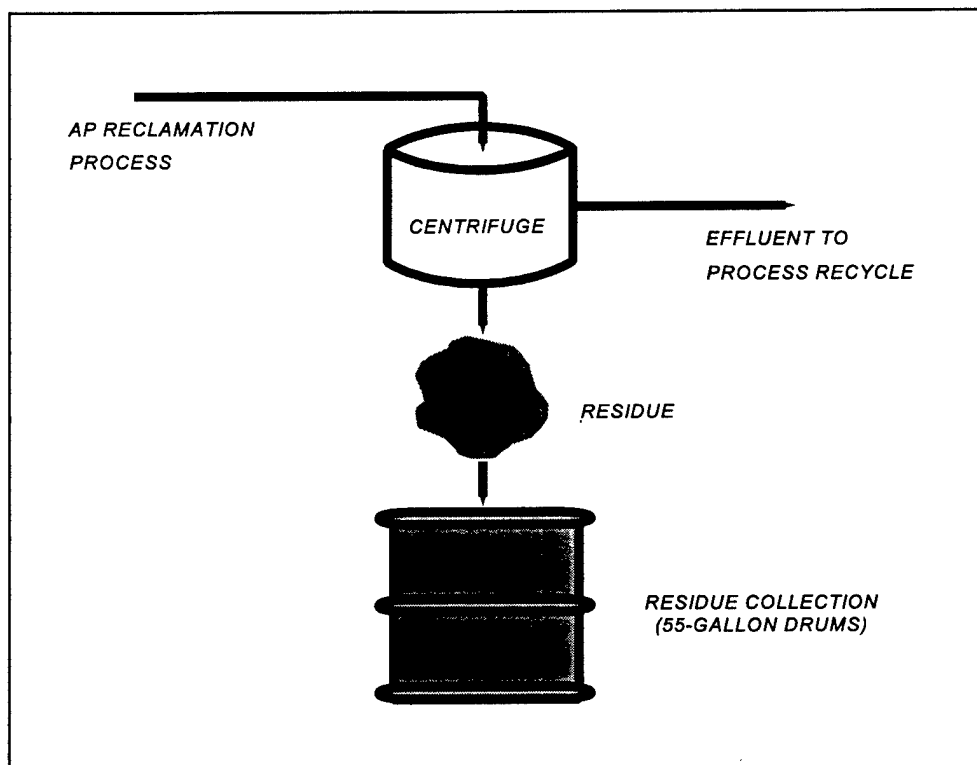 AP RECLAMATION
PROCESS
CENTRIFUGE
EFFLUENT TO
PROCESS RECYCLE
RESIDUE
RESIDUE COLLECTION
(55-GALLON DRUMS)